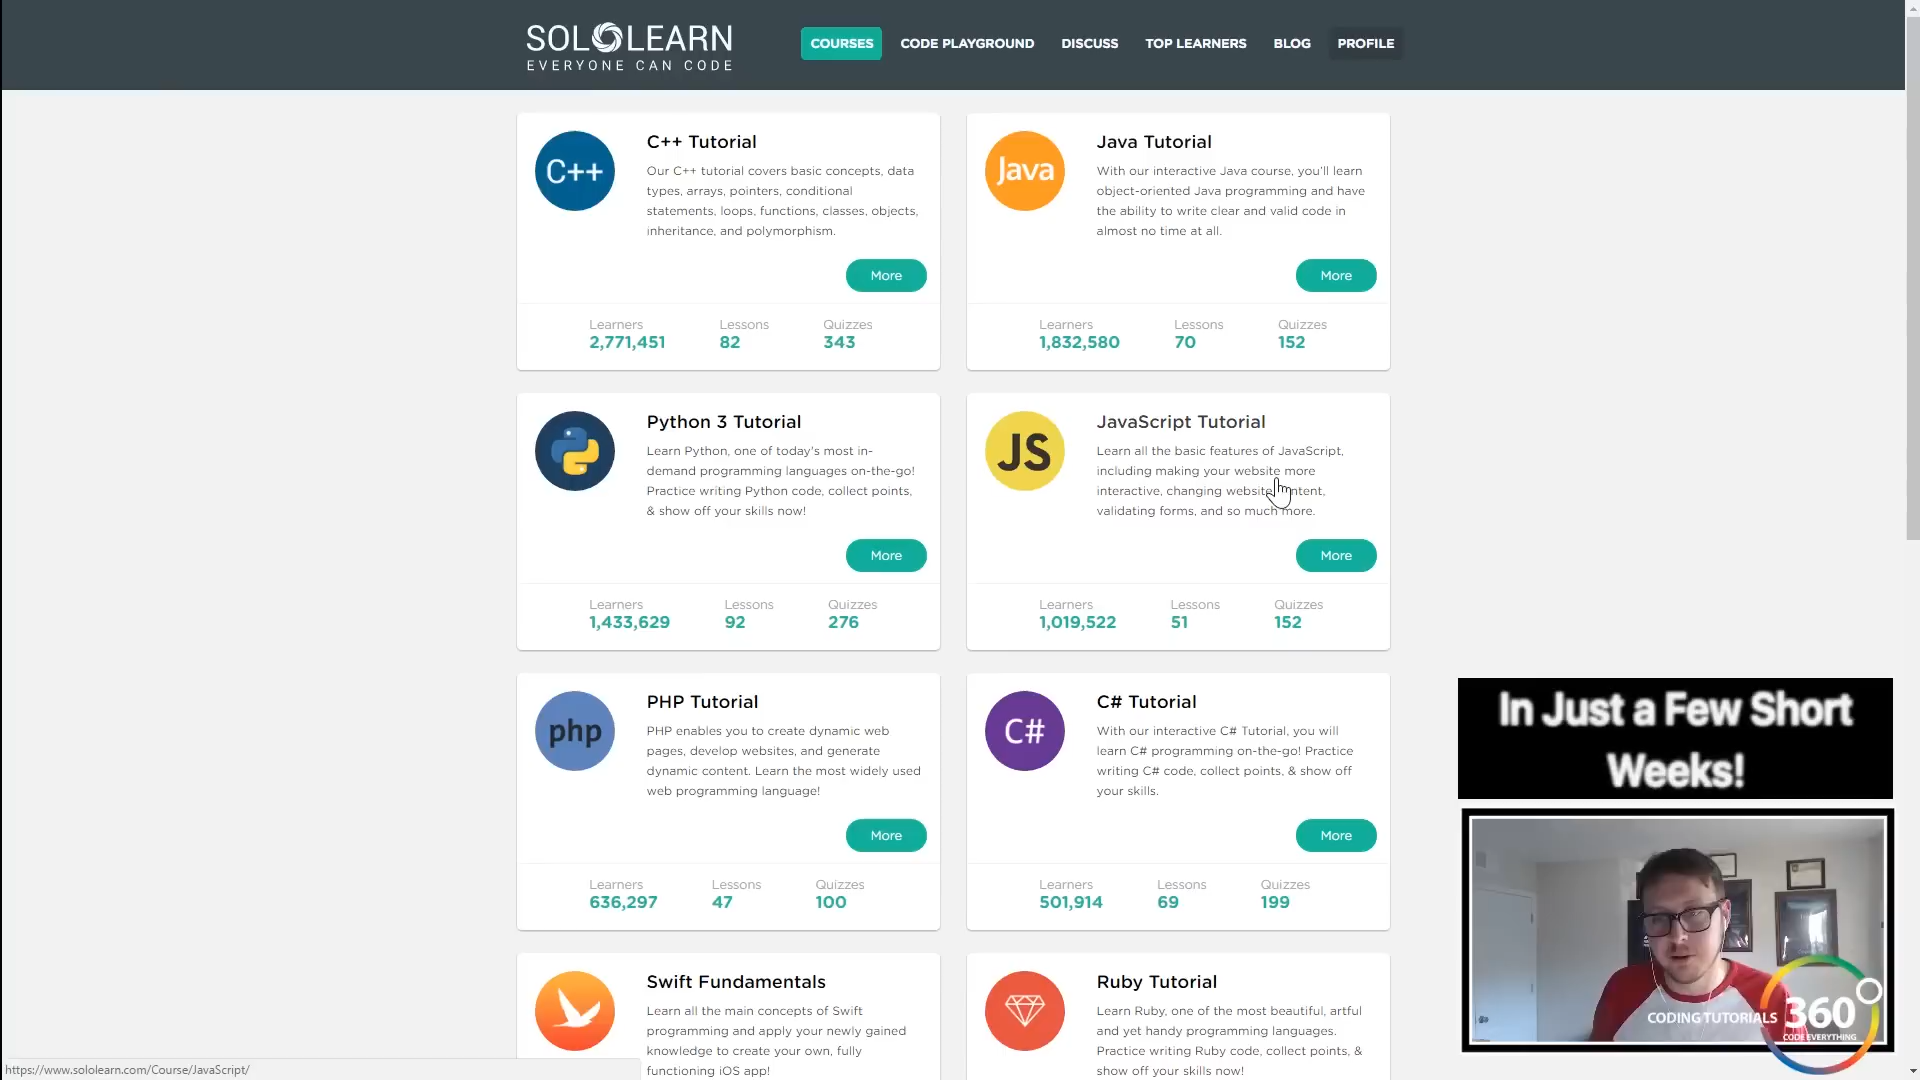 SOLOLEARN
EVERYONE CAN CODE
COURSES
CODE PLAYGROUND
DISCUSS
TOP LEARNERS
BLOG
PROFILE
C++
C++ Tutorial
Our C++ tutorial covers basic concepts, data
types, arrays, pointers, conditional
statements, loops, functions, classes, objects,
inheritance, and polymorphism.
More
Learners Lessons Quizzes
2,771,451 82 343
Java
Java Tutorial
With our interactive Java course, you'll learn
object-oriented Java programming and have
the ability to write clear and valid code in
almost no time at all.
More
Learners Lessons Quizzes
1,832,580 70 152
Python 3 Tutorial
Learn Python, one of today's most in-
demand programming languages on-the-go!
Practice writing Python code, collect points,
& show off your skills now!
More
Learners Lessons Quizzes
1,433,629 92 276
JS
JavaScript Tutorial
Learn all the basic features of JavaScript,
including making your website more
interactive, changing website
validating forms, and so much more.
More
Learners Lessons Quizzes
1,019,522 51 152
php
PHP Tutorial
PHP enables you to create dynamic web
pages, develop websites, and generate
dynamic content. Learn the most widely used
web programming language!
More
Learners Lessons Quizzes
636,297 47 100
C#
C# Tutorial
With our interactive C# Tutorial, you will
learn C# programming on-the-go! Practice
writing C# code, collect points, & show off
your skills.
More
Learners Lessons Quizzes
501,914 69 199
Swift Fundamentals
Learn all the main concepts of Swift
programming and apply your newly gained
knowledge to create your own, fully
functioning iOS app!
Ruby Tutorial
Learn Ruby, one of the most beautiful, artful
and yet handy programming languages.
Practice writing Ruby code, collect points, &
show off your skills now!
In Just a Few Short
Weeks!
CODING TUTORIALS 360
CODE EVERYTHING
https://www.sololearn.com/Course/JavaScript/